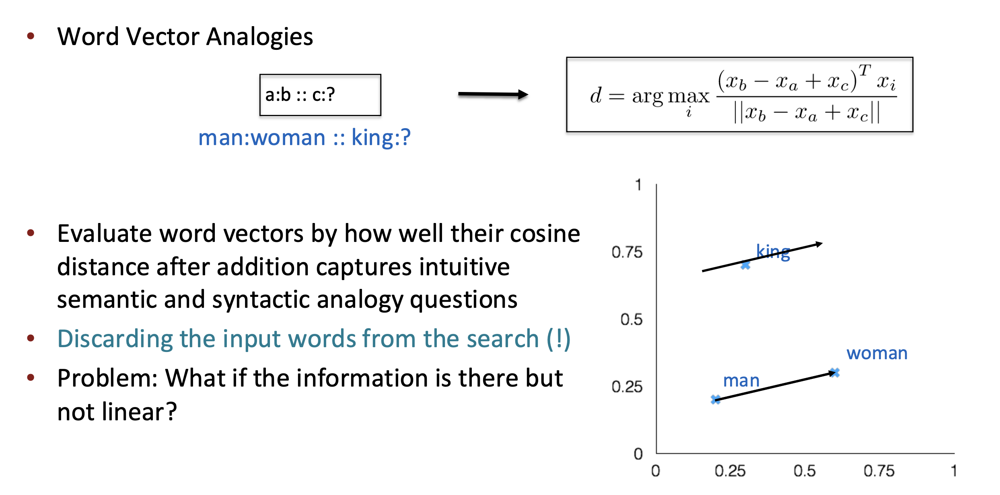 • Word Vector Analogies
a:b :: c:?
man:woman :: king:?
d = arg max_i (x_b − x_a + x_c)^T x_i / ||x_b − x_a + x_c||
• Evaluate word vectors by how well their cosine
distance after addition captures intuitive
semantic and syntactic analogy questions
• Discarding the input words from the search (!)
• Problem: What if the information is there but
not linear?
1
0.75
0.5
0.25
0
king
woman
man
0 0.25 0.5 0.75 1